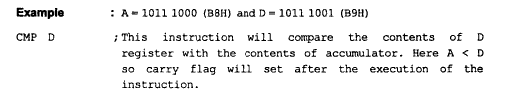 Example : A = 1011 1000 (B8H) and D = 1011 1001 (B9H)
CMP D ; This instruction will compare the contents of D
register with the contents of accumulator. Here A < D
so carry flag will set after the execution of the
instruction.